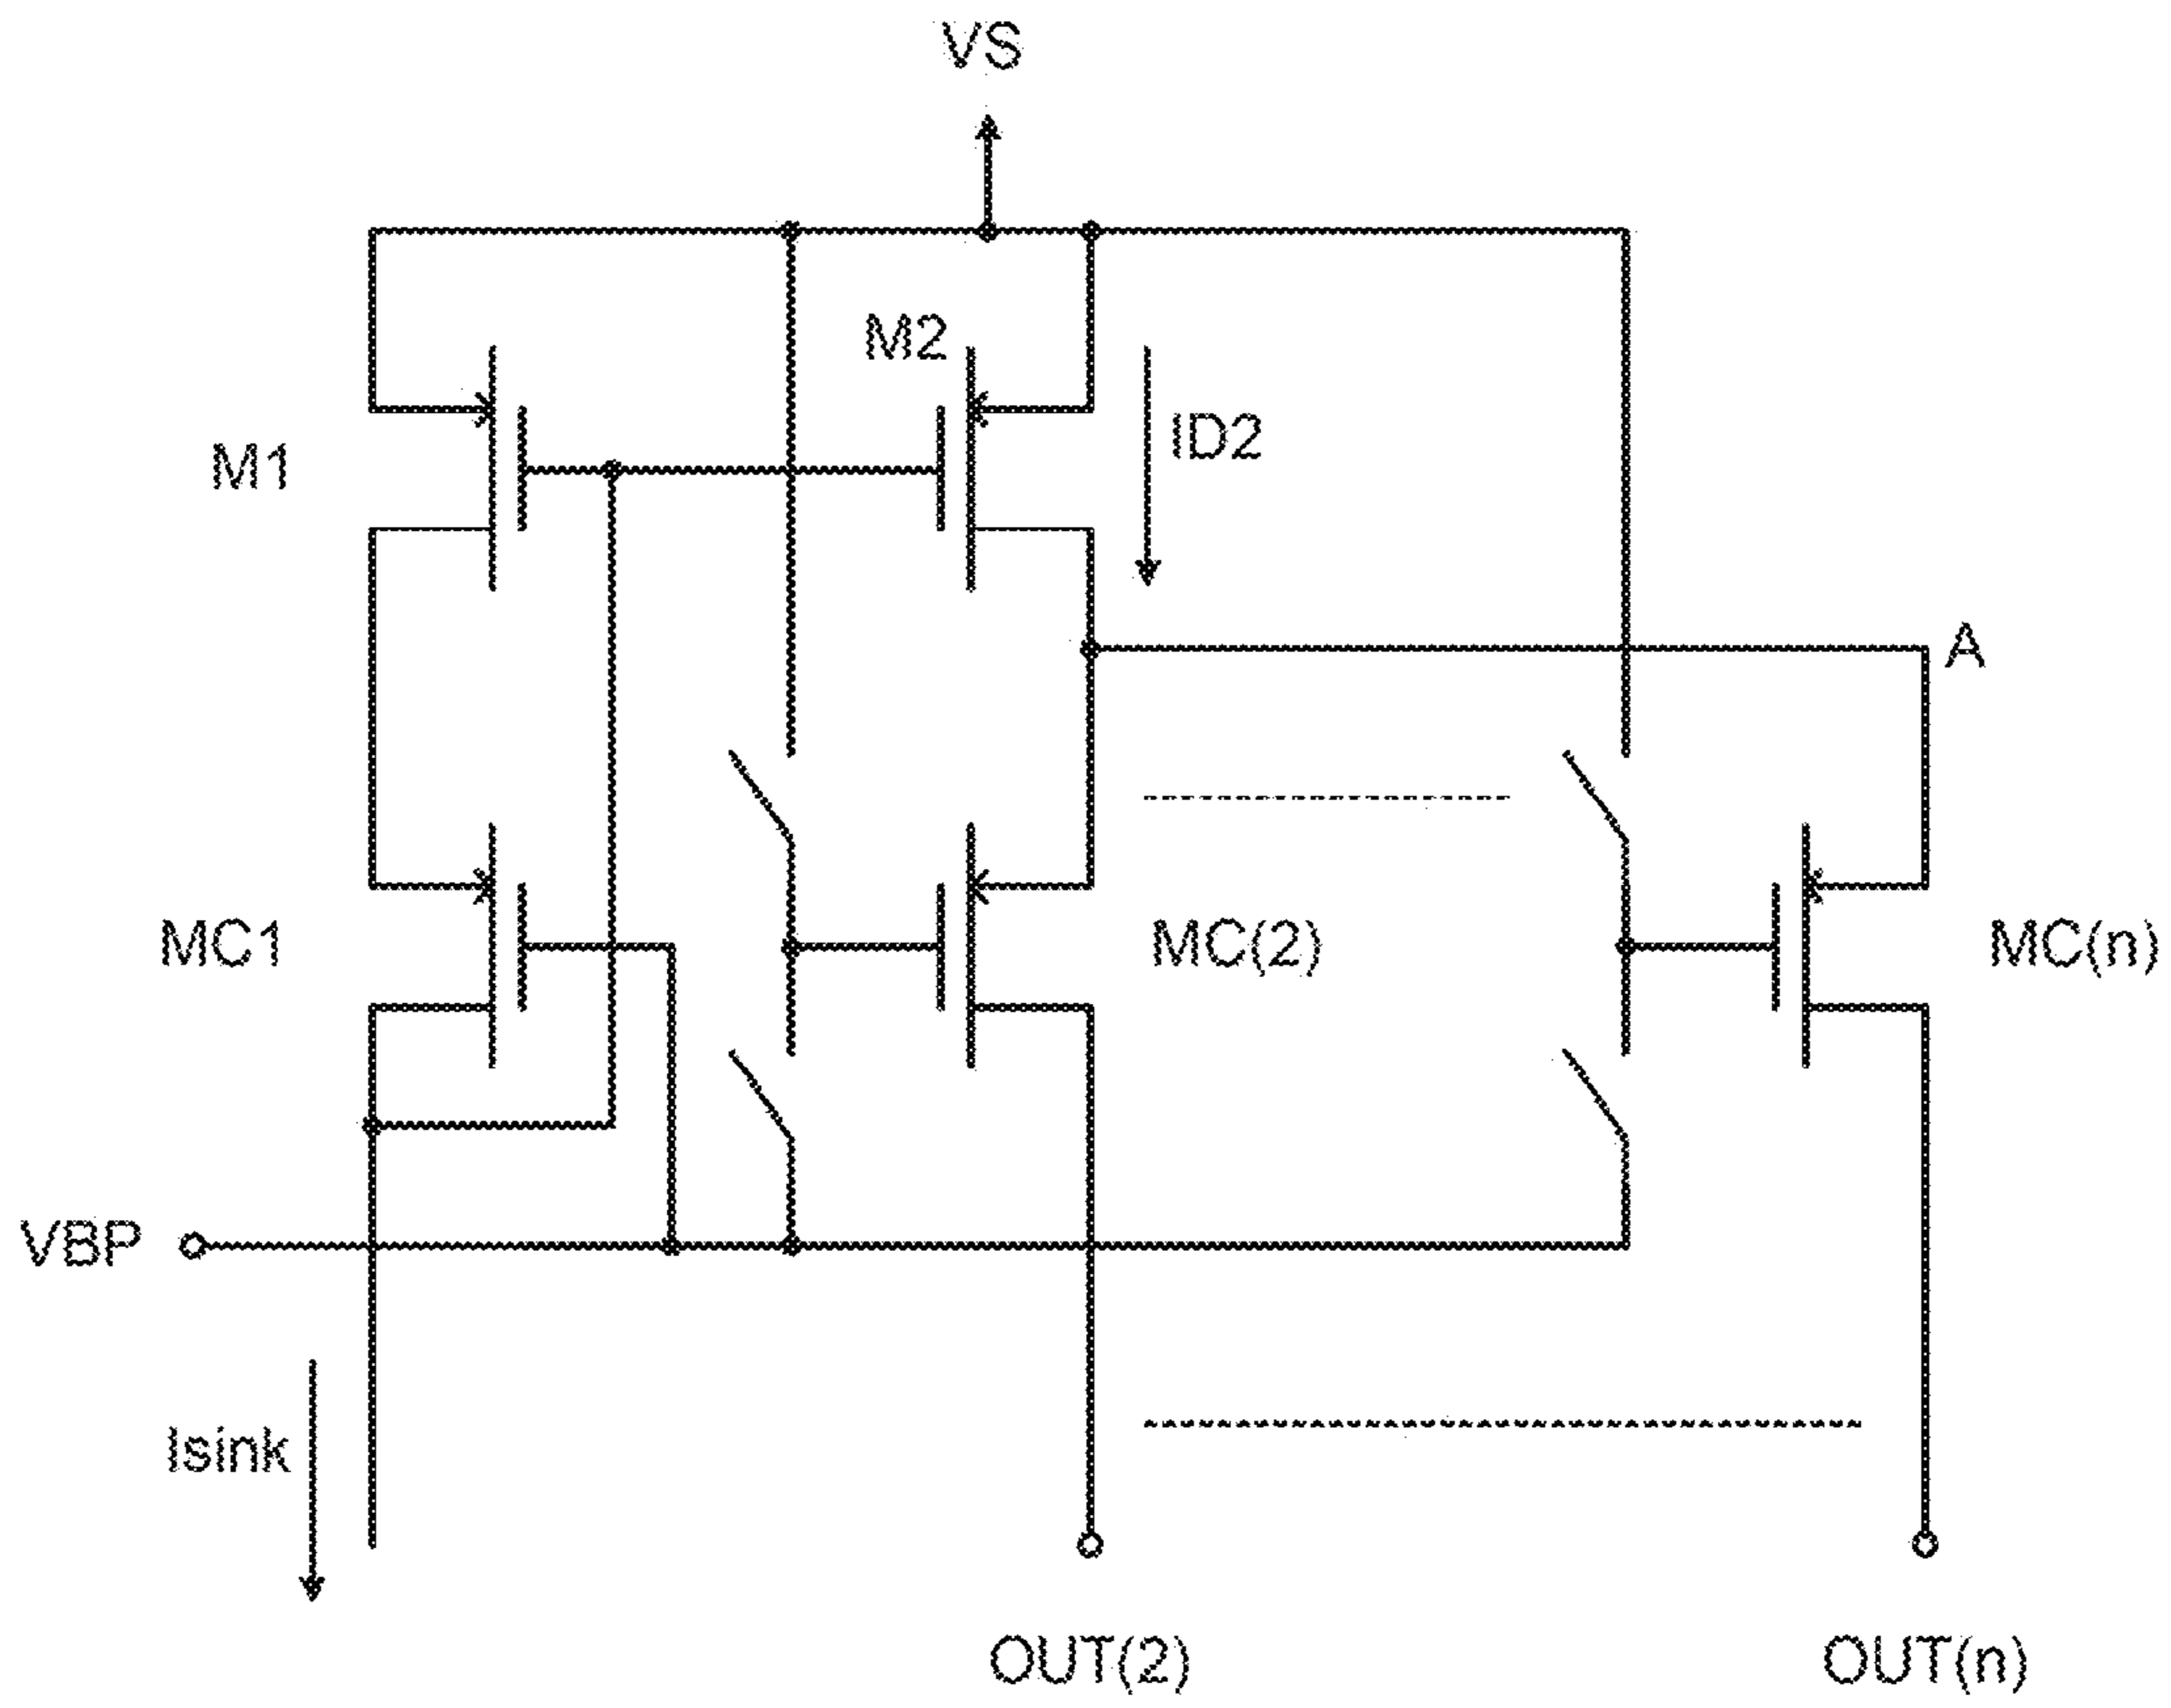 VS
M2
ID2
M1
A
MC1
MC(2)
MC(n)
VBP
Isink
OUT(2)
OUT(n)